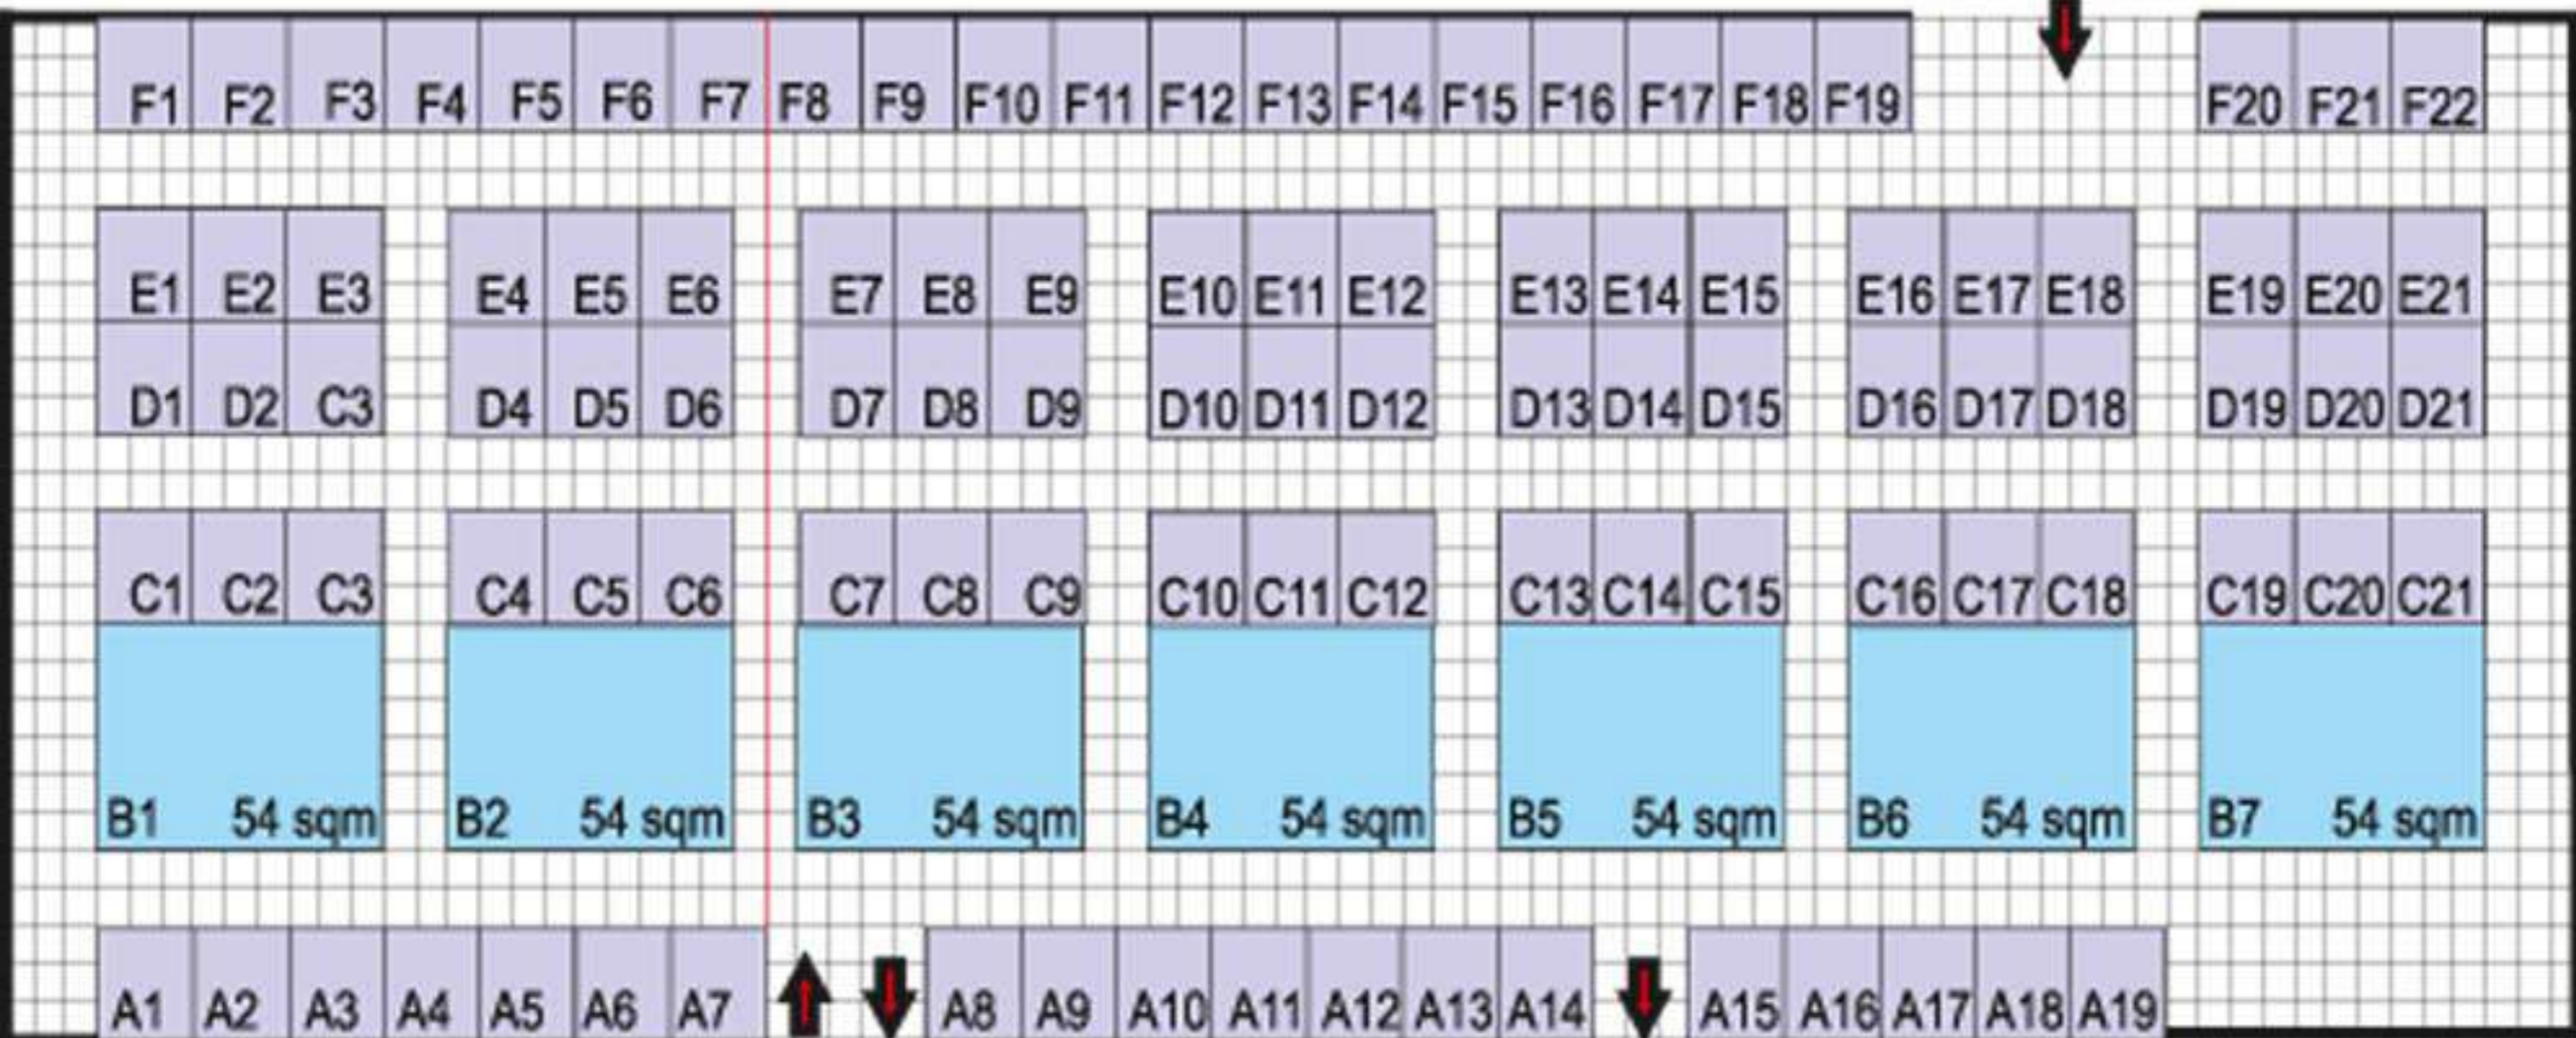 F1 F2 F3 F4 F5 F6 F7 F8 F9 F10 F11 F12 F13 F14 F15 F16 F17 F18 F19 F20 F21 F22
E1 E2 E3 E4 E5 E6 E7 E8 E9 E10 E11 E12 E13 E14 E15 E16 E17 E18 E19 E20 E21
D1 D2 C3 D4 D5 D6 D7 D8 D9 D10 D11 D12 D13 D14 D15 D16 D17 D18 D19 D20 D21
C1 C2 C3 C4 C5 C6 C7 C8 C9 C10 C11 C12 C13 C14 C15 C16 C17 C18 C19 C20 C21
B1 54 sqm B2 54 sqm B3 54 sqm B4 54 sqm B5 54 sqm B6 54 sqm B7 54 sqm
A1 A2 A3 A4 A5 A6 A7 A8 A9 A10 A11 A12 A13 A14 A15 A16 A17 A18 A19